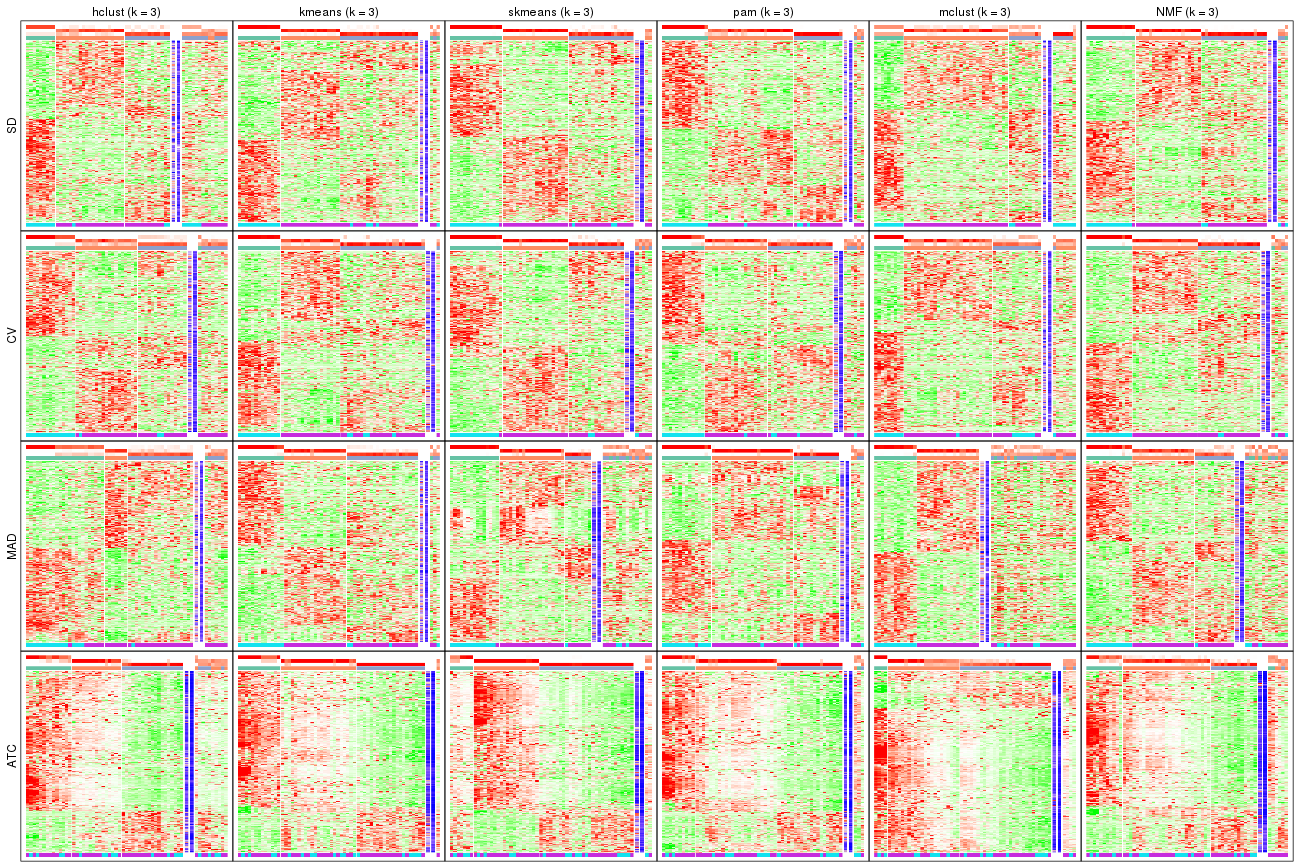 hclust (k = 3) kmeans (k = 3) skmeans (k = 3) pam (k = 3) mclust (k = 3) NMF (k = 3)
SD
CV
MAD
ATC